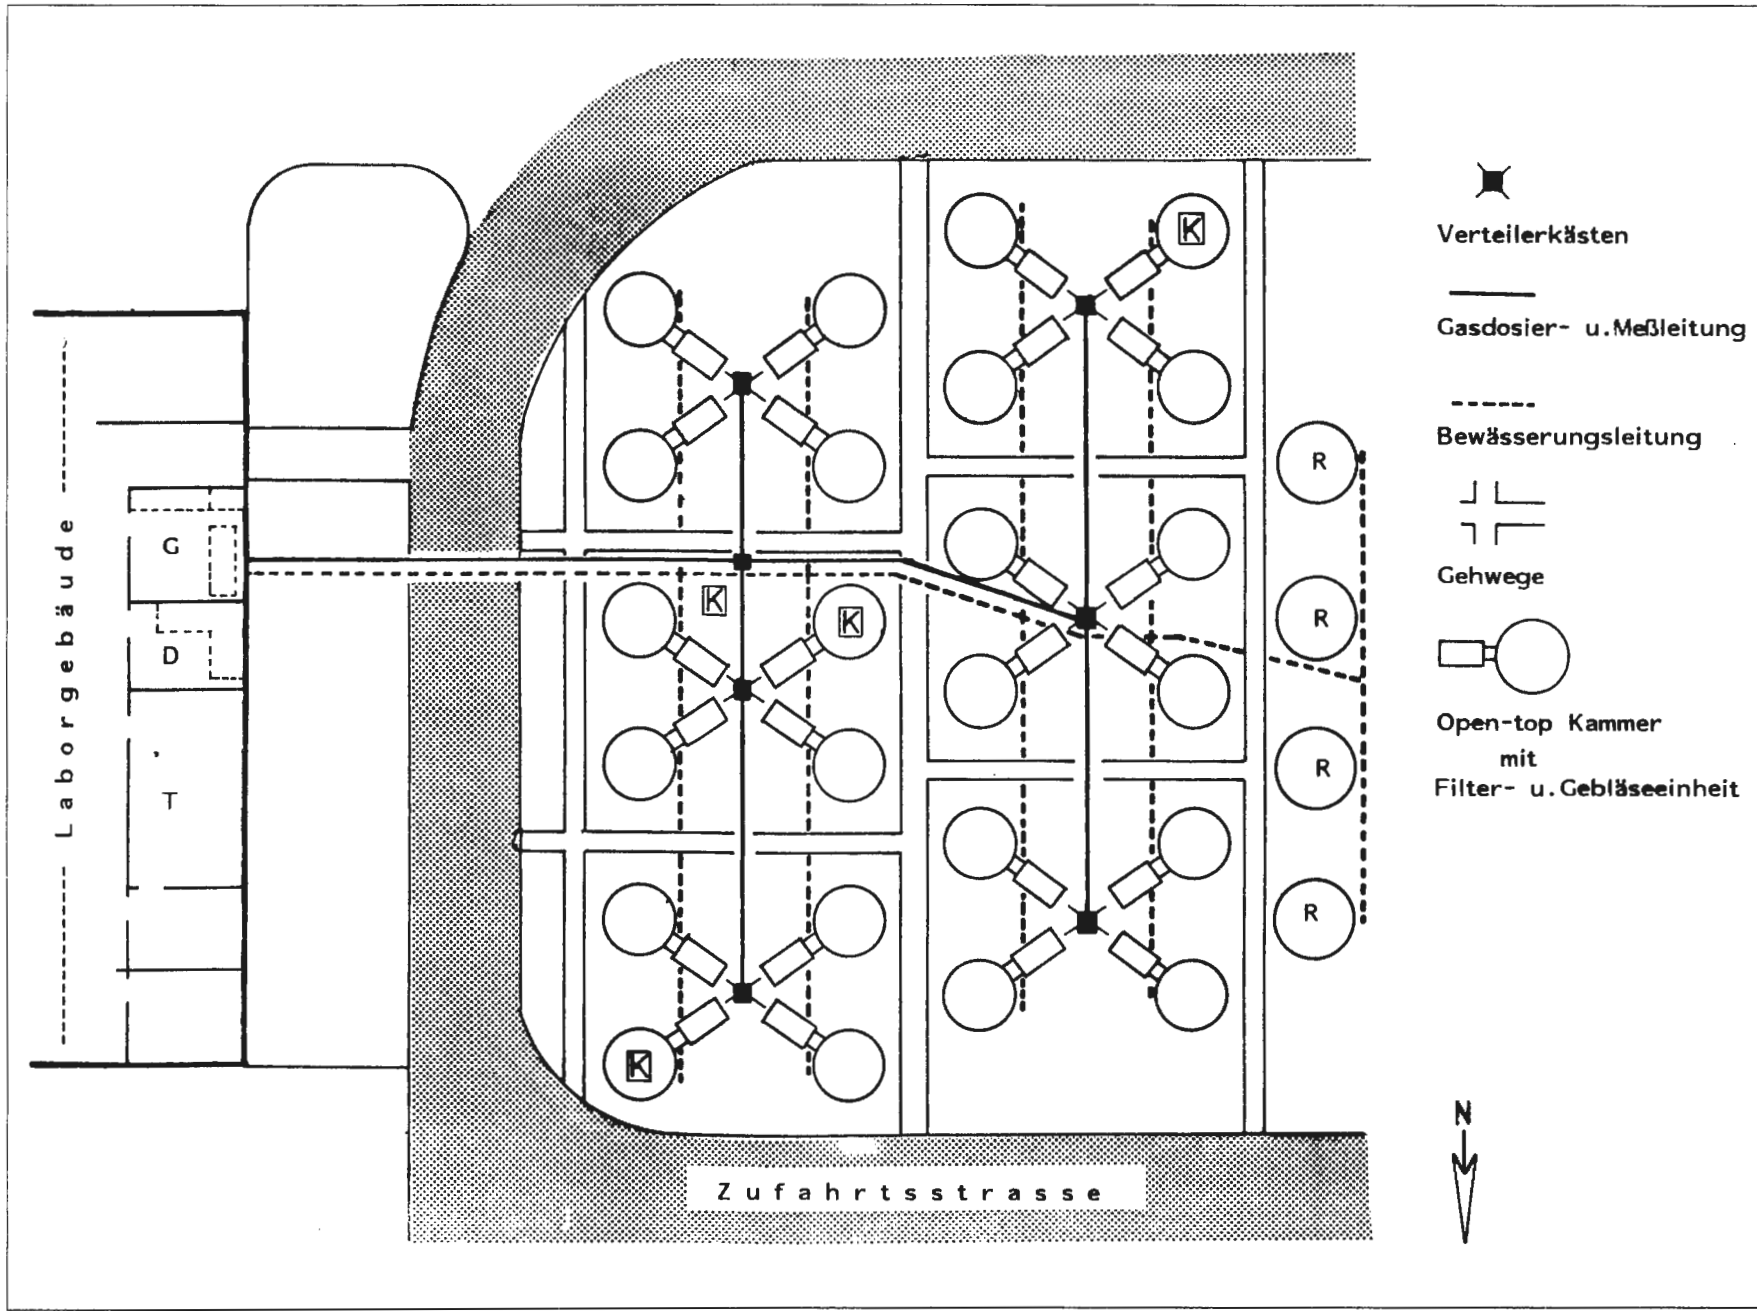 Laborgebäude
G
D
T
K
K
K
K
R
R
R
R
Zufahrtsstrasse
Verteilerkästen
Gasdosier- u.Meßleitung
Bewässerungsleitung
Gehwege
Open-top Kammer
mit
Filter- u.Gebläseeinheit
N